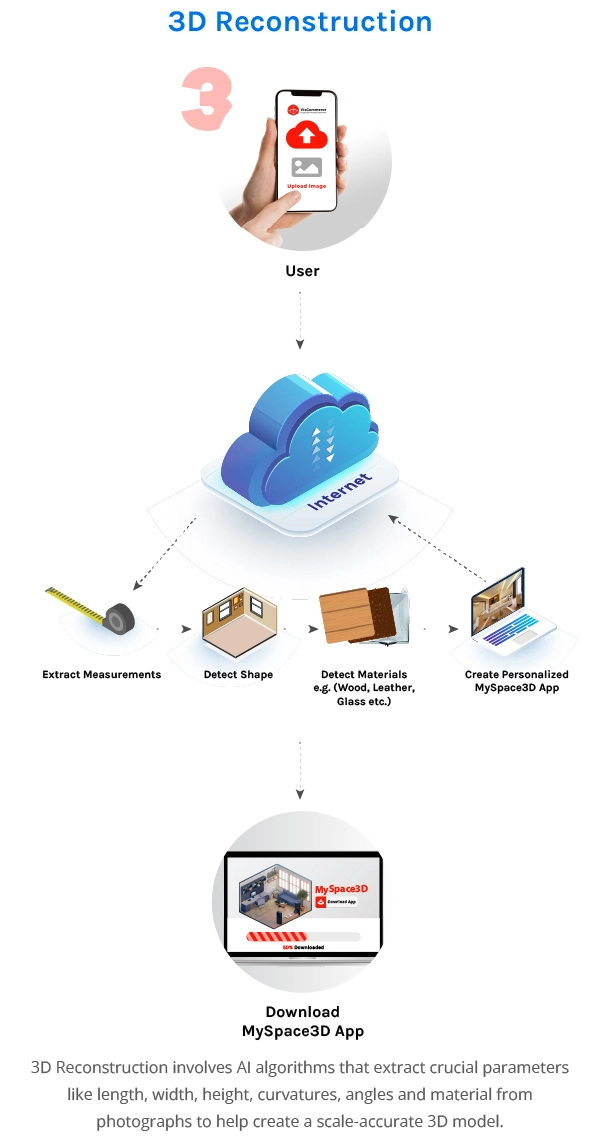 3D Reconstruction
3
VizCommerce
Upload Image
User
Internet
Extract Measurements
Detect Shape
Detect Materials
e.g. (Wood, Leather,
Glass etc.)
Create Personalized
MySpace3D App
MySpace3D
Download App
50% Downloaded
Download
MySpace3D App
3D Reconstruction involves AI algorithms that extract crucial parameters
like length, width, height, curvatures, angles and material from
photographs to help create a scale-accurate 3D model.